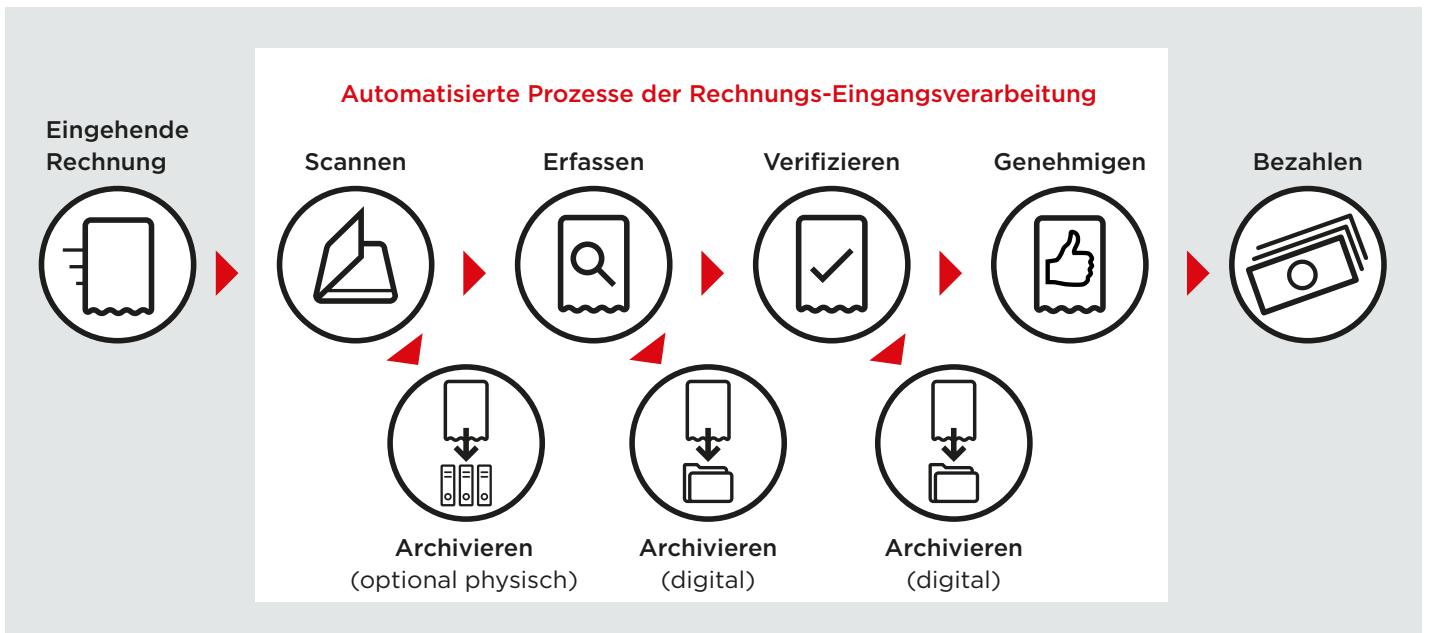 Automatisierte Prozesse der Rechnungs-Eingangsverarbeitung
Eingehende
Rechnung
Scannen
Erfassen
Verifizieren
Genehmigen
Bezahlen
Archivieren
(optional physisch)
Archivieren
(digital)
Archivieren
(digital)